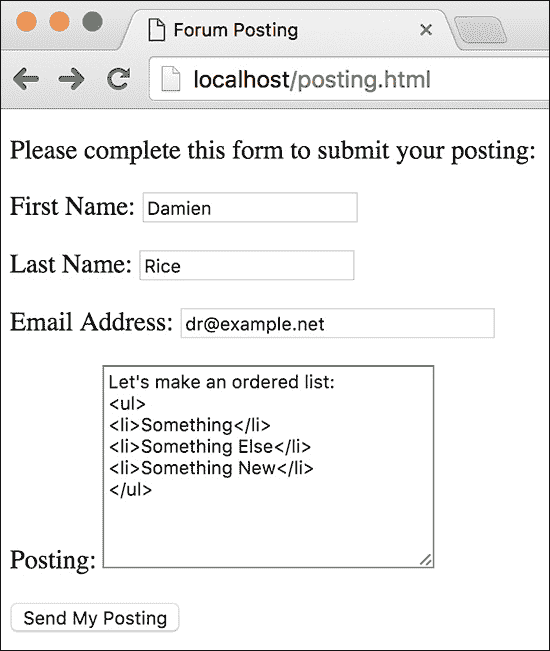 Forum Posting
localhost/posting.html
Please complete this form to submit your posting:
First Name: Damien
Last Name: Rice
Email Address: dr@example.net
Let's make an ordered list:
<ul>
<li>Something</li>
<li>Something Else</li>
<li>Something New</li>
</ul>
Posting:
Send My Posting